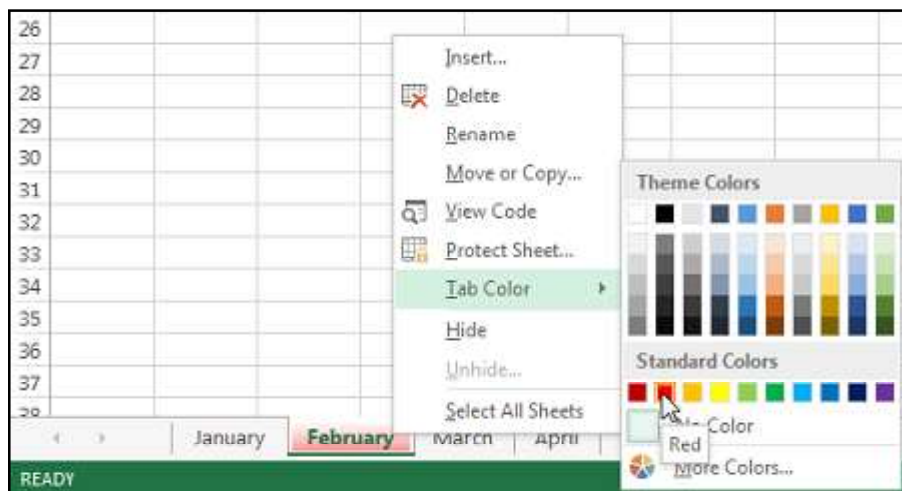 26
27
28
29
30
31
32
33
34
35
36
37
Insert...
Delete
Rename
Move or Copy...
View Code
Protect Sheet...
Tab Color
Hide
Unhide...
Select All Sheets
Theme Colors
Standard Colors
Color
Red
More Colors...
January February March April
READY